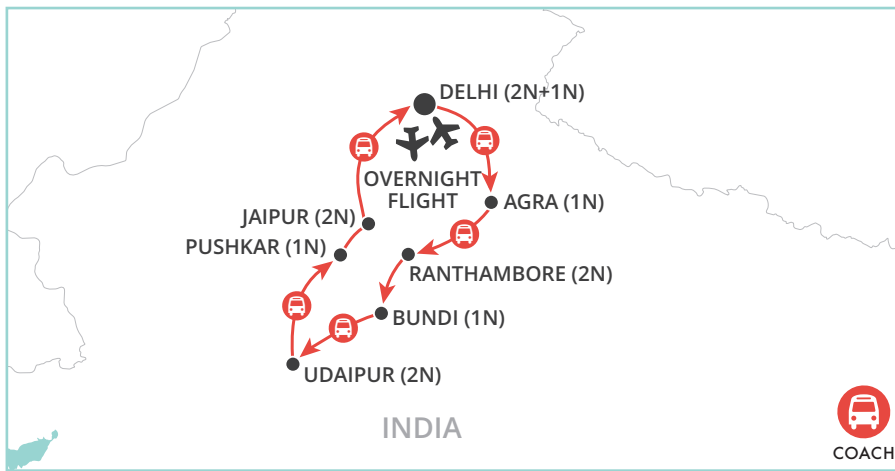 DELHI (2N+1N)
OVERNIGHT
FLIGHT
AGRA (1N)
JAIPUR (2N)
PUSHKAR (1N)
RANTHAMBORE (2N)
BUNDI (1N)
UDAIPUR (2N)
INDIA
COACH